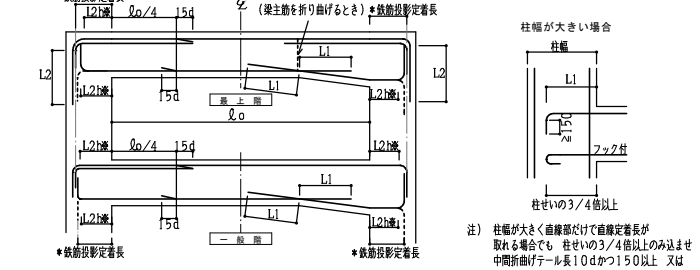 *鉄筋投影定着長
L2h※ lo/4 15d
℄
(梁主筋を折り曲げるとき)
*鉄筋投影定着長
L2
L1
L2
L2h※
15d
L1
L2h※
最上階
lo
L2h※ lo/4 15d
L2h※
L1
L1
L2h※
15d
L2h※
一般階
*鉄筋投影定着長
*鉄筋投影定着長
柱幅が大きい場合
柱幅
L1
≧150
フック付
柱せいの3/4倍以上
注) 柱幅が大きく直線部だけで直線定着長が
取れる場合でも 柱せいの3/4倍以上のみ込ませ
中間折曲げテール長10dかつ150以上 又は